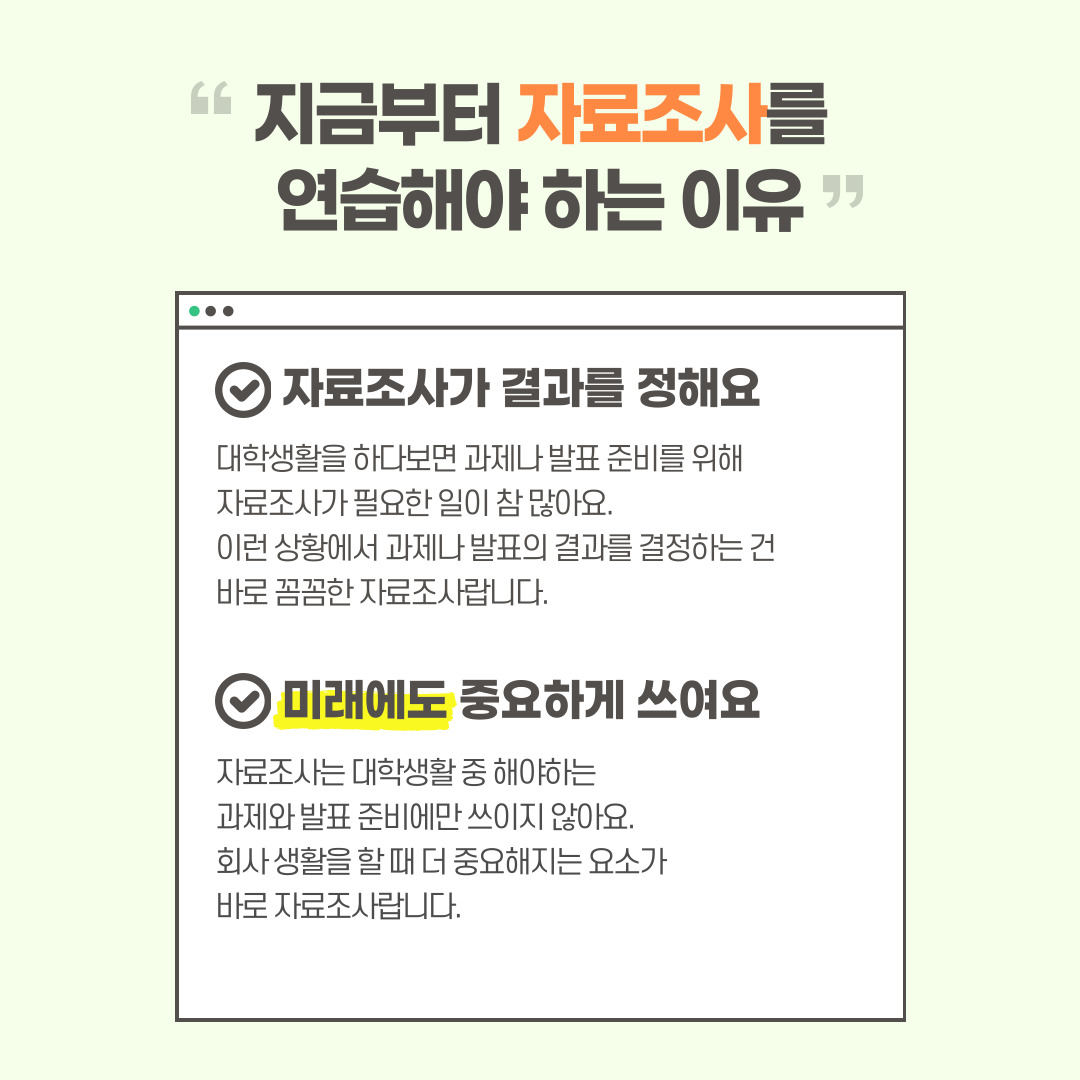 “ 지금부터 자료조사를
연습해야 하는 이유 ”
자료조사가 결과를 정해요
대학생활을 하다보면 과제나 발표 준비를 위해
자료조사가 필요한 일이 참 많아요.
이런 상황에서 과제나 발표의 결과를 결정하는 건
바로 꼼꼼한 자료조사랍니다.
미래에도 중요하게 쓰여요
자료조사는 대학생활 중 해야하는
과제와 발표 준비에만 쓰이지 않아요.
회사 생활을 할 때 더 중요해지는 요소가
바로 자료조사랍니다.